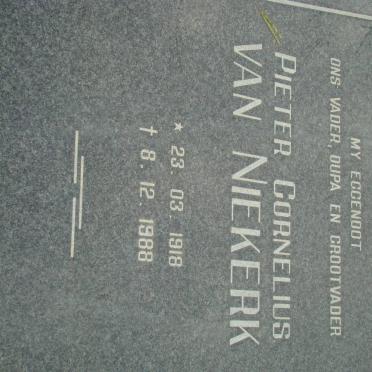 MY EGGENOOT
ONS VADER, OUPA EN GROOTVADER
PIETER CORNELIUS
VAN NIEKERK
★ 23. 03. 1918
† 8. 12. 1988